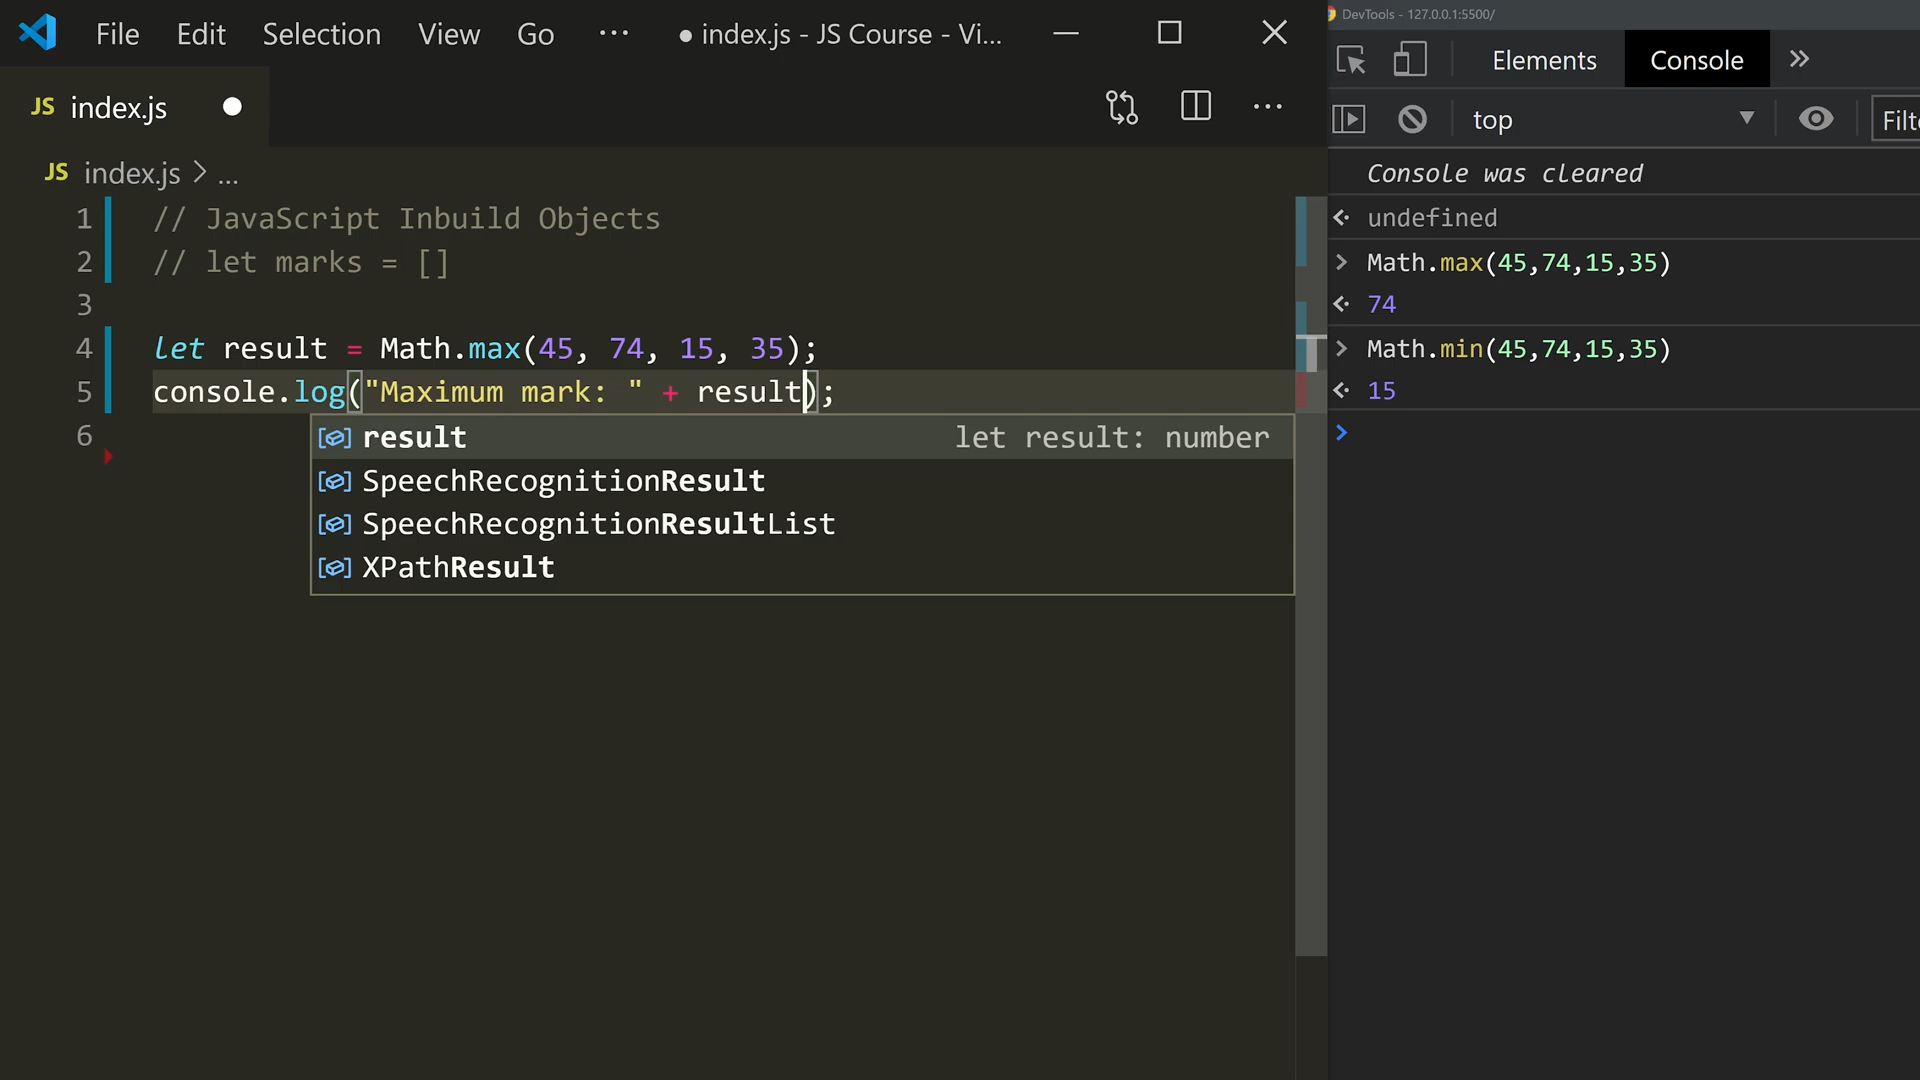 File Edit Selection View Go ··· ● index.js - JS Course - Vi...
JS index.js
JS index.js > ...
1 // JavaScript Inbuild Objects
2 // let marks = []
3
4 let result = Math.max(45, 74, 15, 35);
5 console.log("Maximum mark: " + result);
6
result let result: number
SpeechRecognitionResult
SpeechRecognitionResultList
XPathResult
DevTools - 127.0.0.1:5500/
Elements Console »
top Filt
Console was cleared
undefined
Math.max(45,74,15,35)
74
Math.min(45,74,15,35)
15